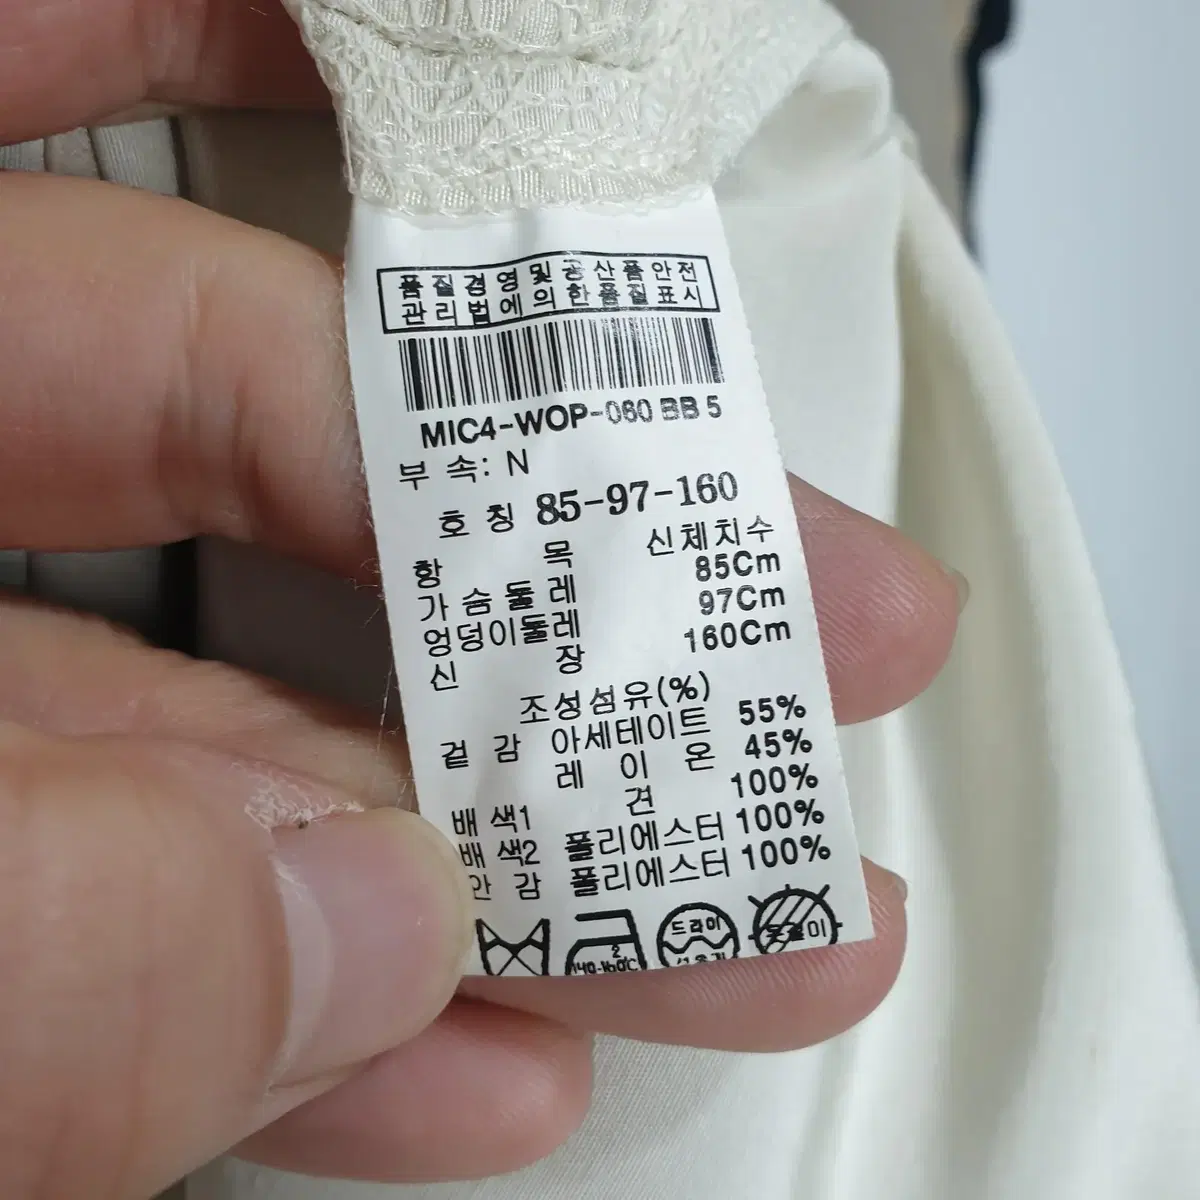 품질경영및공산품안전
관리법에의한품질표시
MIC4-WOP-060 BB 5
부 속: N
호 칭 85-97-160
항 목 신체치수
가슴둘레 85Cm
엉덩이둘레 97Cm
신 장 160Cm
조성섬유(%)
겉 감 아세테이트 55%
레 이 온 45%
배 색1 견 100%
배 색2 폴리에스터 100%
안 감 폴리에스터 100%
2
140-160°C
드라이